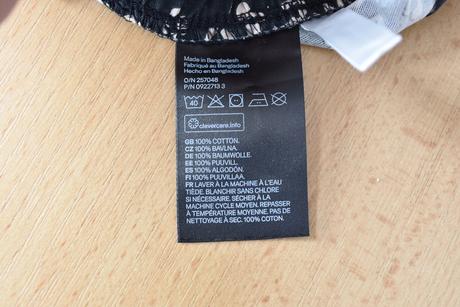 Made in Bangladesh
Fabriqué au Bangladesh
Hecho en Bangladesh
O/N 257048
P/N 0922713 3
40
clevercare.info
GB 100% COTTON.
CZ 100% BAVLNA.
DE 100% BAUMWOLLE.
EE 100% PUUVILL.
ES 100% ALGODÓN.
FI 100% PUUVILLAA.
FR LAVER À LA MACHINE À L'EAU
TIÈDE. BLANCHIR SANS CHLORE
SI NÉCESSAIRE. SÉCHER À LA
MACHINE CYCLE MOYEN. REPASSER
À TEMPÉRATURE MOYENNE. PAS DE
NETTOYAGE À SEC. 100% COTON.